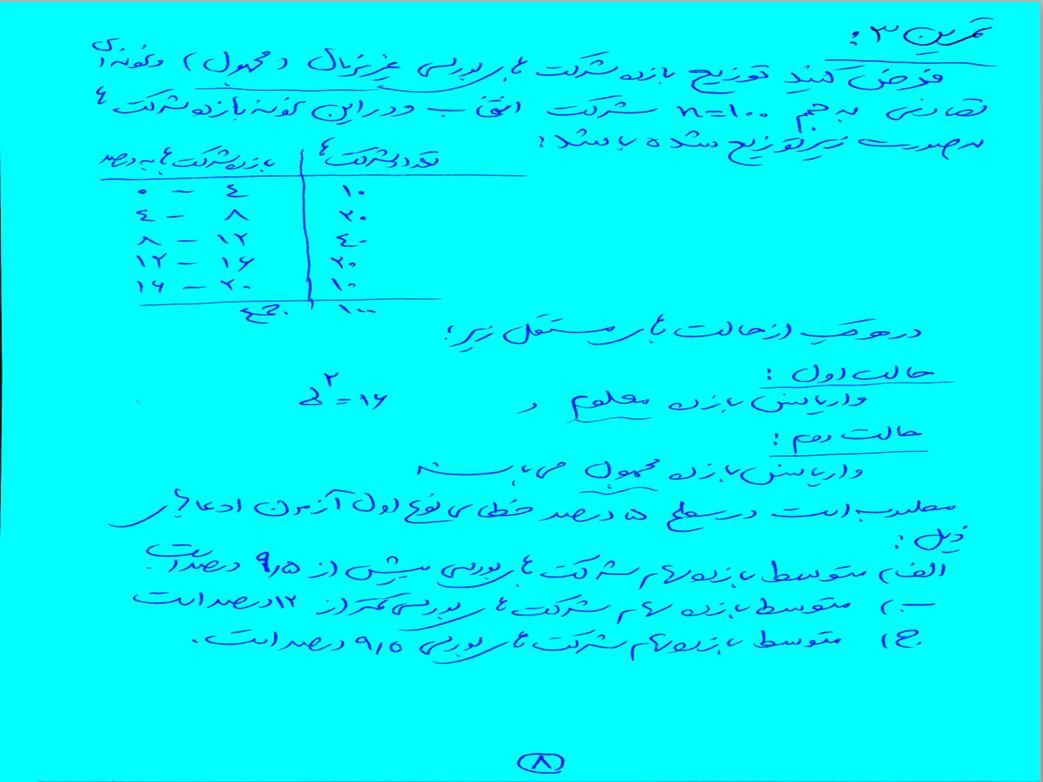 تمرین ۳:
فرض کنید توزیع بازده شرکت های بورسی غیرنرمال (مجهول) و نمونه‌ای
تصادفی به حجم n=۱۰۰ شرکت انتخاب و در این نمونه بازده شرکت ها
به صورت زیر توزیع شده باشد:
بازده شرکت ها به درصد | تعداد شرکت ها
۰ - ۴ | ۱۰
۴ - ۸ | ۲۰
۸ - ۱۲ | ۴۰
۱۲ - ۱۶ | ۲۰
۱۶ - ۲۰ | ۱۰
جمع | ۱۰۰
در هر یک از حالت های مستقل زیر:
حالت اول:
واریانس بازده معلوم و =۱۶
حالت دوم:
واریانس بازده مجهول می باشد
مطلوب است در سطح ۵ درصد خطای نوع اول آزمون ادعاهای
ذیل:
الف) متوسط بازده سهام شرکت های بورسی بیش از ۹,۵ درصد است.
ب) متوسط بازده سهام شرکت های بورسی کمتر از ۱۲ درصد است
ج) متوسط بازده سهام شرکت های بورسی ۹,۵ درصد است.
۸